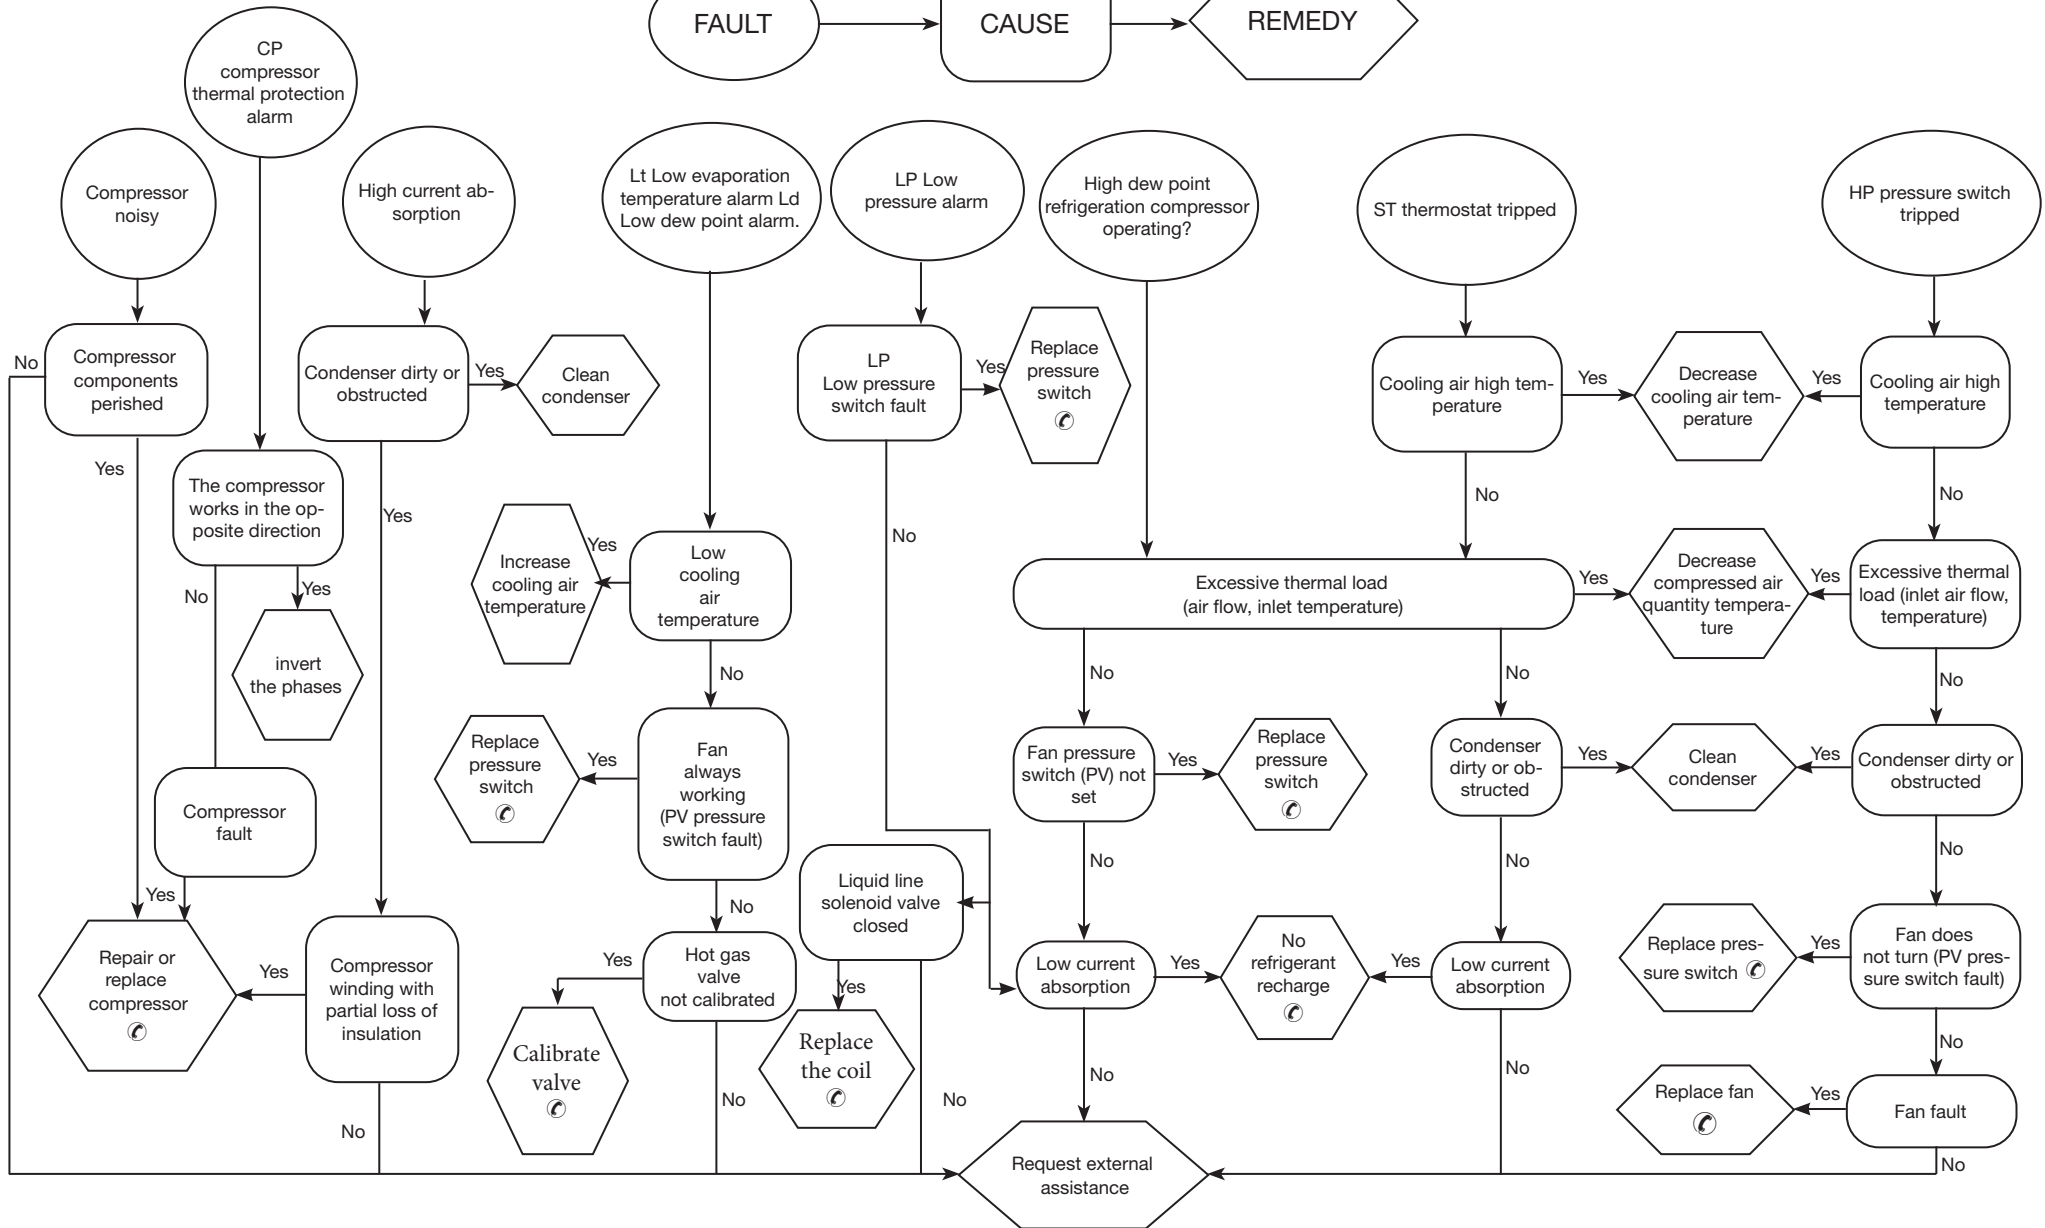 FAULT
CAUSE
REMEDY
CP
compressor
thermal protection
alarm
Compressor
noisy
High current ab-
sorption
Lt Low evaporation
temperature alarm Ld
Low dew point alarm.
LP Low
pressure alarm
High dew point
refrigeration compressor
operating?
ST thermostat tripped
HP pressure switch
tripped
No
Compressor
components
perished
Yes
Condenser dirty or
obstructed
Yes
Clean
condenser
Yes
LP
Low pressure
switch fault
Yes
Replace
pressure
switch
✆
No
Cooling air high tem-
perature
Yes
Decrease
cooling air tem-
perature
Yes
Cooling air high
temperature
No
No
The compressor
works in the op-
posite direction
No
Yes
invert
the phases
Compressor
fault
Yes
Repair or
replace
compressor
✆
Yes
Compressor
winding with
partial loss of
insulation
No
Increase
cooling air
temperature
Yes
Low
cooling
air
temperature
No
Replace
pressure
switch
✆
Yes
Fan
always
working
(PV pressure
switch fault)
No
Yes
Hot gas
valve
not calibrated
Calibrate
valve
✆
No
Liquid line
solenoid valve
closed
Yes
Replace
the coil
✆
No
Excessive thermal load
(air flow, inlet temperature)
Yes
Decrease
compressed air
quantity tempera-
ture
Yes
Excessive thermal
load (inlet air flow,
temperature)
No
No
No
Fan pressure
switch (PV) not
set
Yes
Replace
pressure
switch
✆
Condenser
dirty or ob-
structed
Yes
Clean
condenser
Yes
Condenser dirty or
obstructed
No
No
No
Low current
absorption
Yes
No
refrigerant
recharge
✆
Yes
Low current
absorption
Replace pres-
sure switch ✆
Yes
Fan does
not turn (PV pres-
sure switch fault)
No
No
No
Replace fan
✆
Yes
Fan fault
No
Request external
assistance